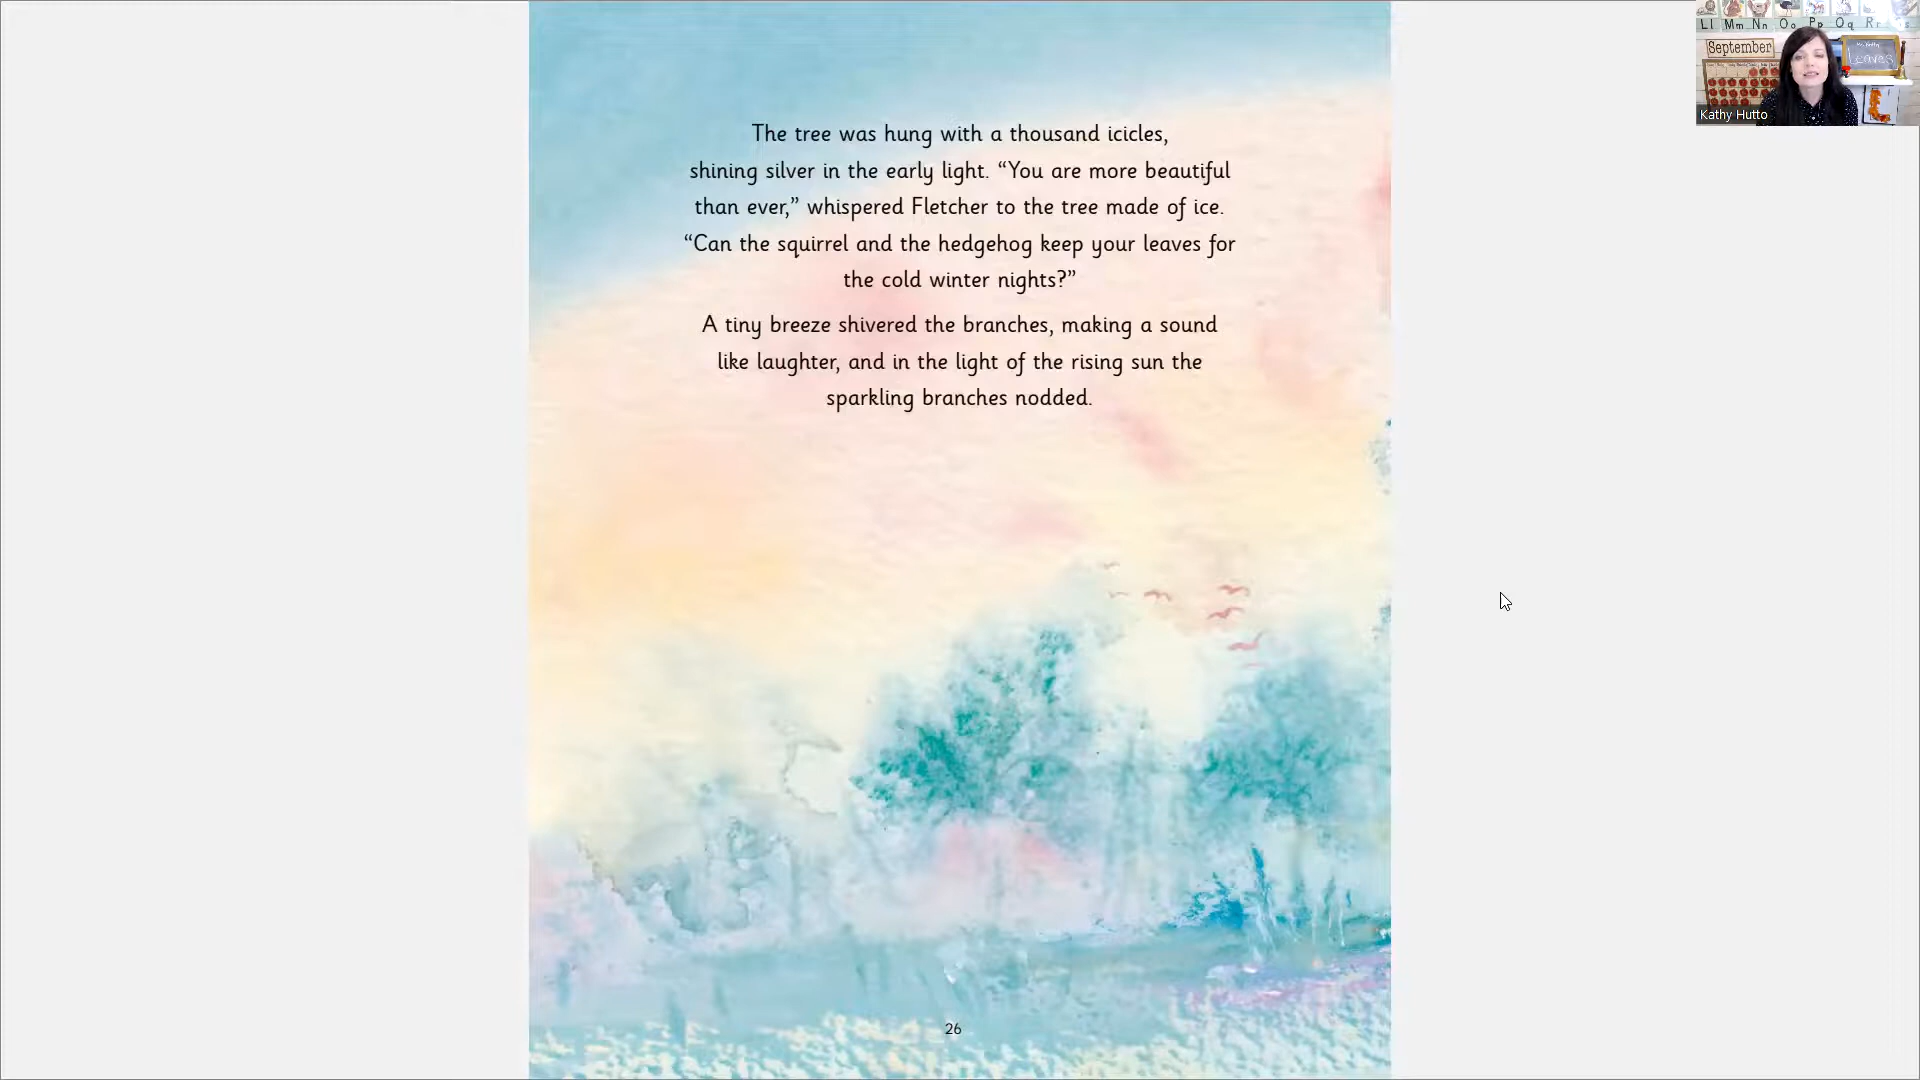 The tree was hung with a thousand icicles,
shining silver in the early light. “You are more beautiful
than ever,” whispered Fletcher to the tree made of ice.
“Can the squirrel and the hedgehog keep your leaves for
the cold winter nights?”
A tiny breeze shivered the branches, making a sound
like laughter, and in the light of the rising sun the
sparkling branches nodded.
26
Ll Mm Nn Oo Pp Qq Rr
September
Leaves
Kathy Hutto